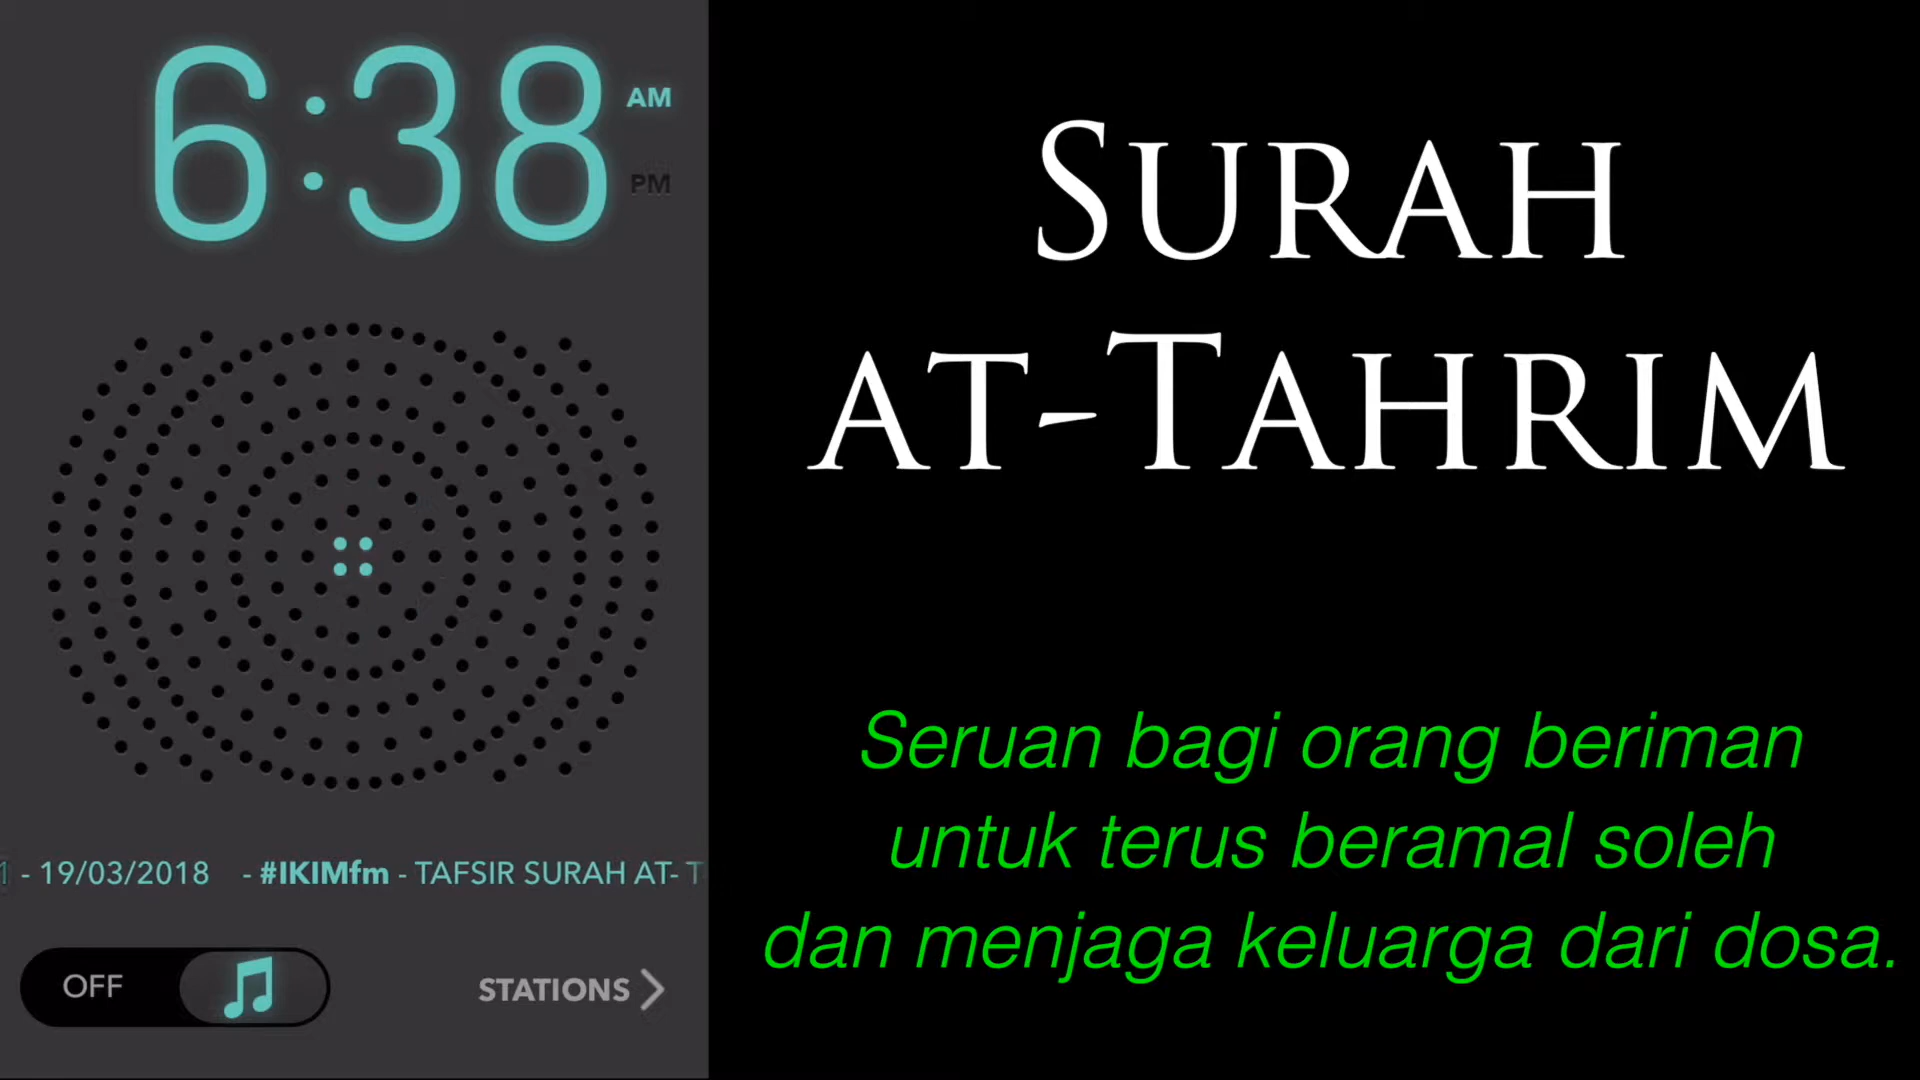 6:38
AM
PM
- 19/03/2018 - #IKIMfm - TAFSIR SURAH AT-
OFF
STATIONS
SURAH
AT-TAHRIM
Seruan bagi orang beriman
untuk terus beramal soleh
dan menjaga keluarga dari dosa.